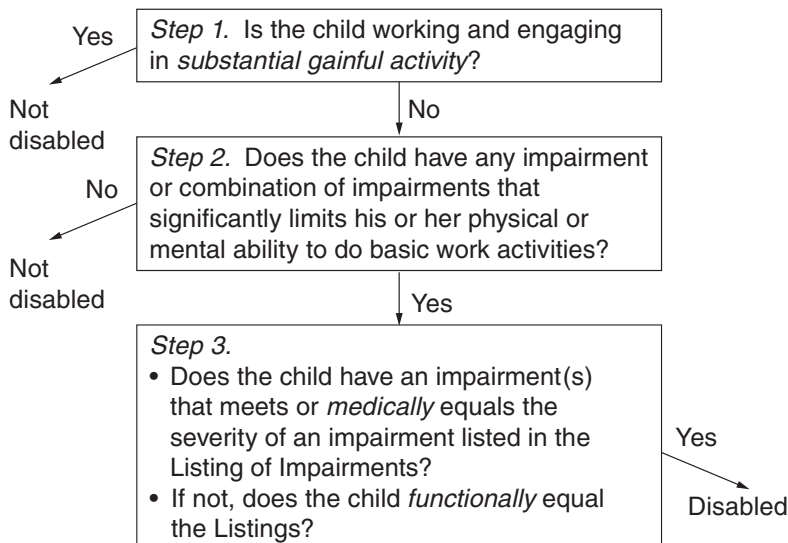 Yes
Step 1. Is the child working and engaging
in substantial gainful activity?
Not
disabled
No
Step 2. Does the child have any impairment
or combination of impairments that
significantly limits his or her physical or
mental ability to do basic work activities?
No
Not
disabled
Yes
Step 3.
• Does the child have an impairment(s)
that meets or medically equals the
severity of an impairment listed in the
Listing of Impairments?
• If not, does the child functionally equal
the Listings?
Yes
Disabled